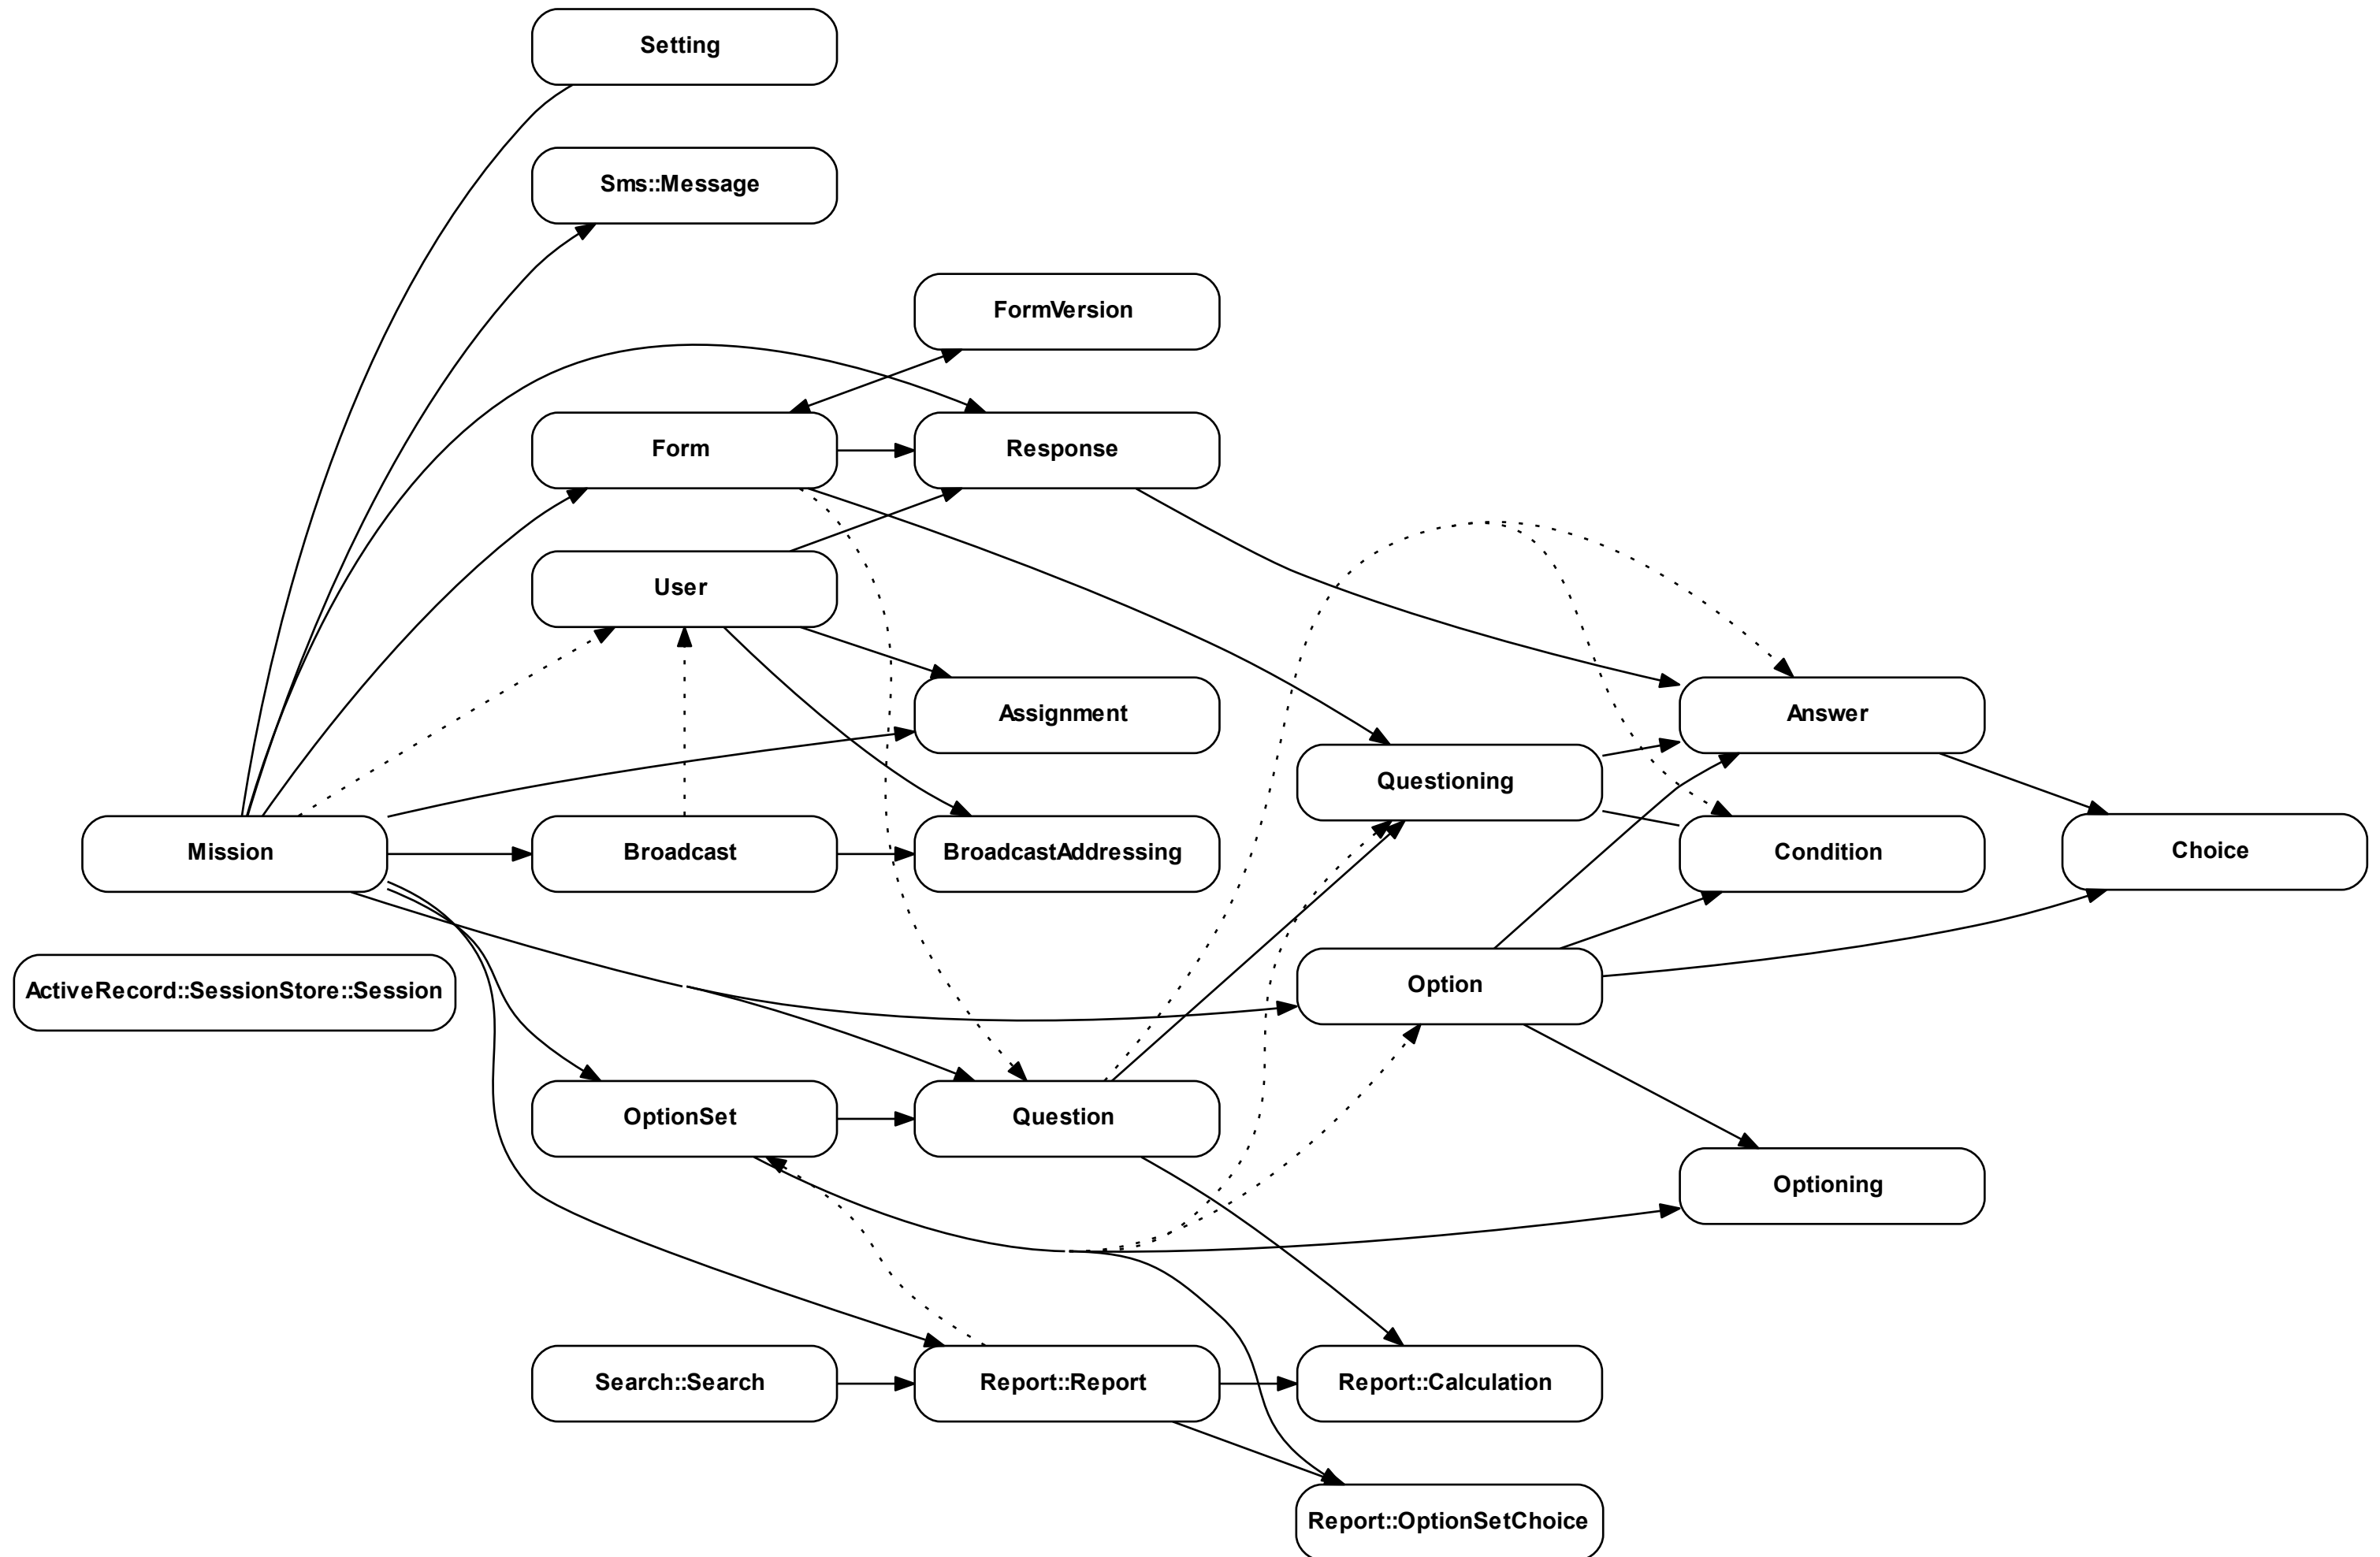 Setting
Sms::Message
FormVersion
Form
Response
User
Assignment
Answer
Questioning
Mission
Broadcast
BroadcastAddressing
Condition
Choice
ActiveRecord::SessionStore::Session
Option
OptionSet
Question
Optioning
Search::Search
Report::Report
Report::Calculation
Report::OptionSetChoice